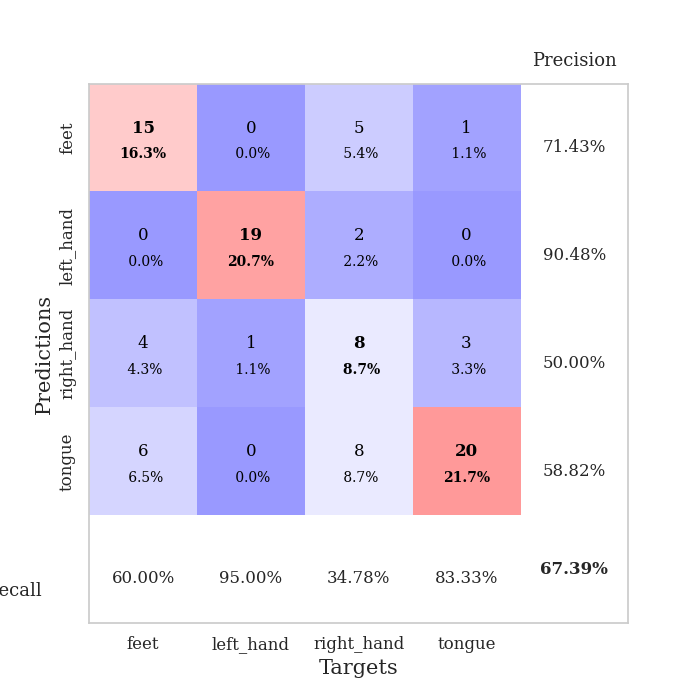 Precision
feet 15 0 5 1 71.43%
16.3% 0.0% 5.4% 1.1%
left_hand 0 19 2 0 90.48%
0.0% 20.7% 2.2% 0.0%
Predictions
right_hand 4 1 8 3 50.00%
4.3% 1.1% 8.7% 3.3%
tongue 6 0 8 20 58.82%
6.5% 0.0% 8.7% 21.7%
ecall 60.00% 95.00% 34.78% 83.33% 67.39%
feet left_hand right_hand tongue
Targets